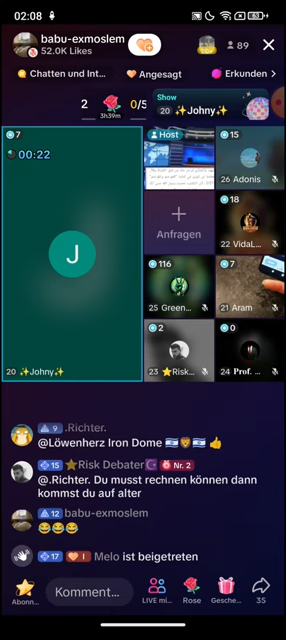 02:08
63
babu-exmoslem
52.0K Likes
89
Chatten und Int...
Angesagt
Erkunden
2
3h39m
0/5
Show
20 ✨Johny✨
7
00:22
J
20 ✨Johny✨
Host
15
26 Adonis
Anfragen
18
22 VidaL...
116
25 Green...
7
21 Aram
2
23 ⭐Risk...
0
24 Prof. ...
9 .Richter.
@Löwenherz Iron Dome 🇮🇱🦁🇮🇱 👍
15 ⭐Risk Debater☪ Nr. 2
@.Richter. Du musst rechnen können dann
kommst du auf alter
12 babu-exmoslem
😂😂😂
17 I Melo ist beigetreten
Abonn...
Komment...
LIVE mi...
Rose
Gesche...
35